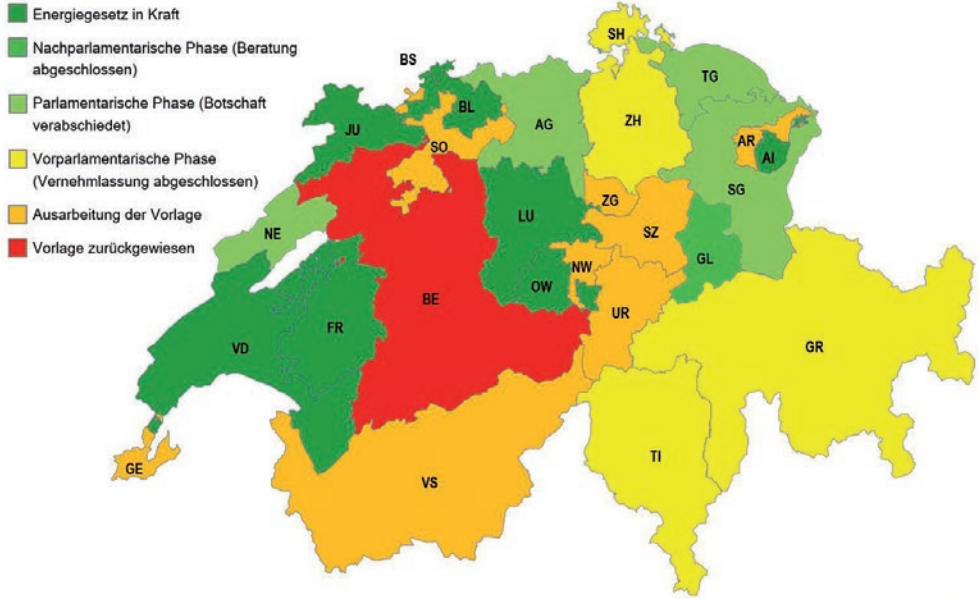 Energiegesetz in Kraft
Nachparlamentarische Phase (Beratung
abgeschlossen)
Parlamentarische Phase (Botschaft
verabschiedet)
Vorparlamentarische Phase
(Vernehmlassung abgeschlossen)
Ausarbeitung der Vorlage
Vorlage zurückgewiesen
SH
BS
TG
BL
JU
AG
ZH
SO
AR
AI
SG
ZG
LU
NE
SZ
GL
NW
OW
BE
UR
FR
VD
GR
TI
GE
VS